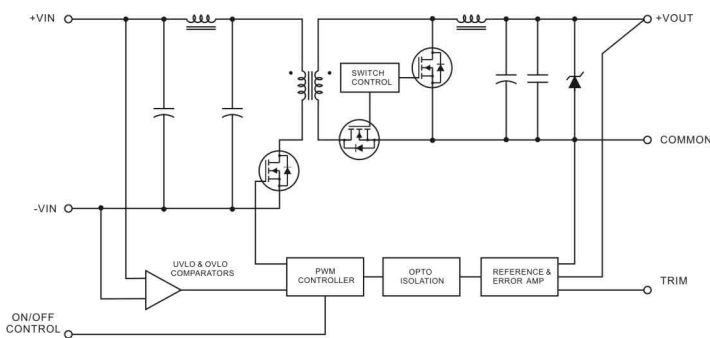 +VIN
+VOUT
SWITCH
CONTROL
COMMON
-VIN
UVLO & OVLO
COMPARATORS
PWM
CONTROLLER
OPTO
ISOLATION
REFERENCE &
ERROR AMP
TRIM
ON/OFF
CONTROL